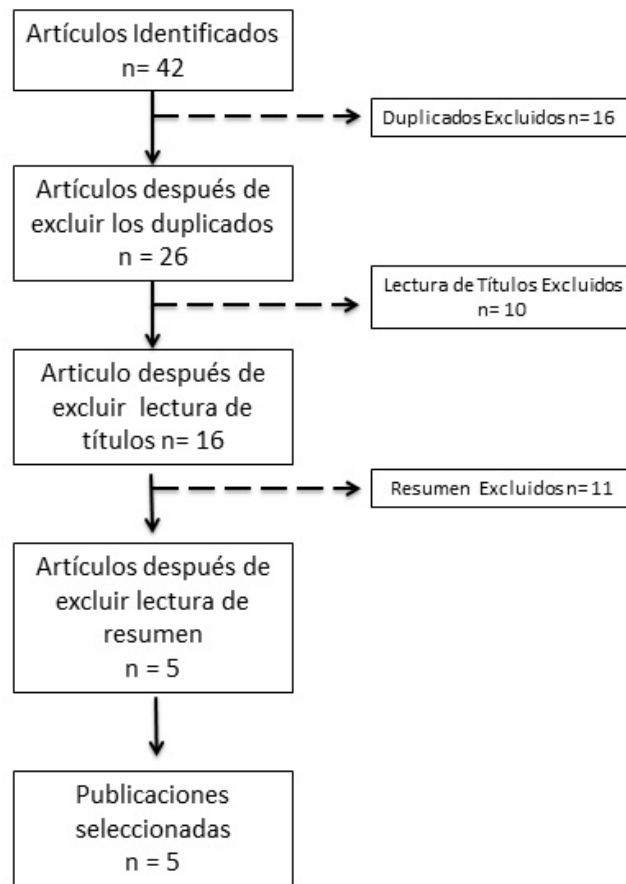 Artículos Identificados
n= 42
Duplicados Excluidos n= 16
Artículos después de
excluir los duplicados
n = 26
Lectura de Títulos Excluidos
n= 10
Articulo después de
excluir lectura de
títulos n= 16
Resumen Excluidos n= 11
Artículos después de
excluir lectura de
resumen
n = 5
Publicaciones
seleccionadas
n = 5